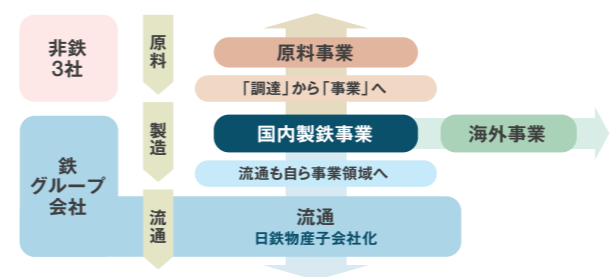 非鉄
3社
原料
原料事業
「調達」から「事業」へ
製造
国内製鉄事業
海外事業
鉄
グループ
会社
流通も自ら事業領域へ
流通
流通
日鉄物産子会社化